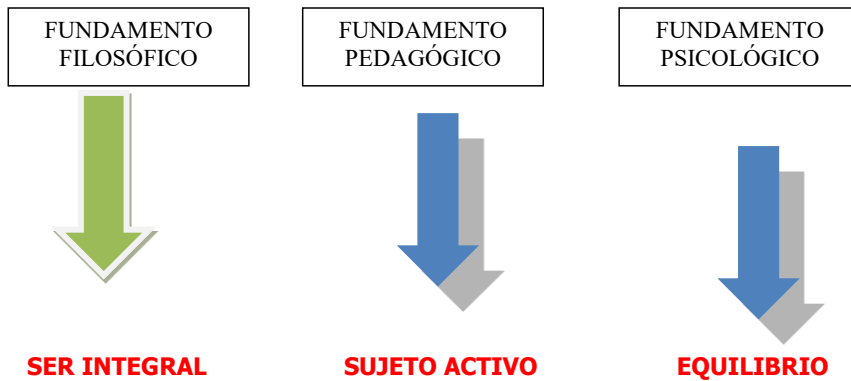 FUNDAMENTO
FILOSÓFICO
FUNDAMENTO
PEDAGÓGICO
FUNDAMENTO
PSICOLÓGICO
SER INTEGRAL
SUJETO ACTIVO
EQUILIBRIO